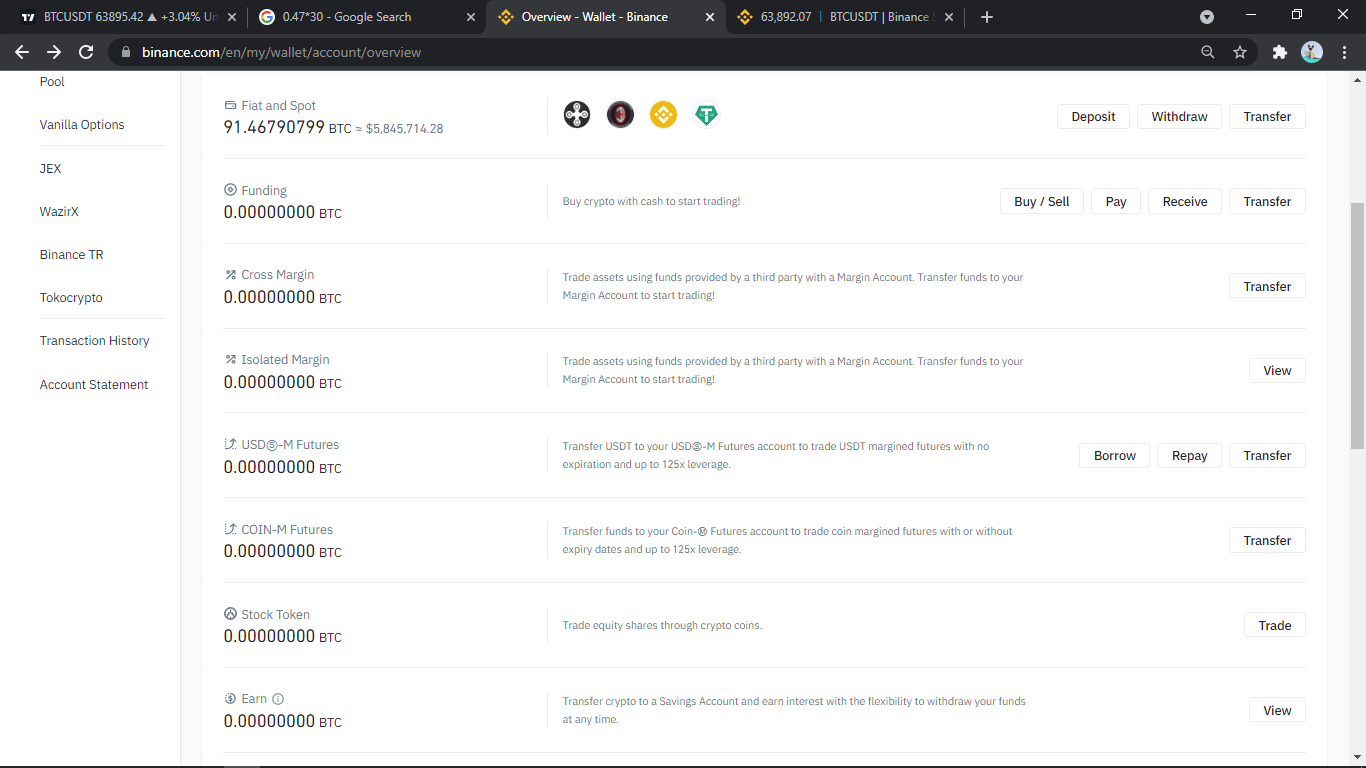 BTCUSDT 63895.42 ▲ +3.04% Un
0.47*30 - Google Search
Overview - Wallet - Binance
63,892.07 | BTCUSDT | Binance S
binance.com/en/my/wallet/account/overview
Pool
Vanilla Options
JEX
WazirX
Binance TR
Tokocrypto
Transaction History
Account Statement
Fiat and Spot
91.46790799 BTC ≈ $5,845,714.28
Deposit
Withdraw
Transfer
Funding
0.00000000 BTC
Buy crypto with cash to start trading!
Buy / Sell
Pay
Receive
Transfer
Cross Margin
0.00000000 BTC
Trade assets using funds provided by a third party with a Margin Account. Transfer funds to your
Margin Account to start trading!
Transfer
Isolated Margin
0.00000000 BTC
Trade assets using funds provided by a third party with a Margin Account. Transfer funds to your
Margin Account to start trading!
View
USDⓈ-M Futures
0.00000000 BTC
Transfer USDT to your USDⓈ-M Futures account to trade USDT margined futures with no
expiration and up to 125x leverage.
Borrow
Repay
Transfer
COIN-M Futures
0.00000000 BTC
Transfer funds to your Coin-Ⓜ Futures account to trade coin margined futures with or without
expiry dates and up to 125x leverage.
Transfer
Stock Token
0.00000000 BTC
Trade equity shares through crypto coins.
Trade
Earn
0.00000000 BTC
Transfer crypto to a Savings Account and earn interest with the flexibility to withdraw your funds
at any time.
View